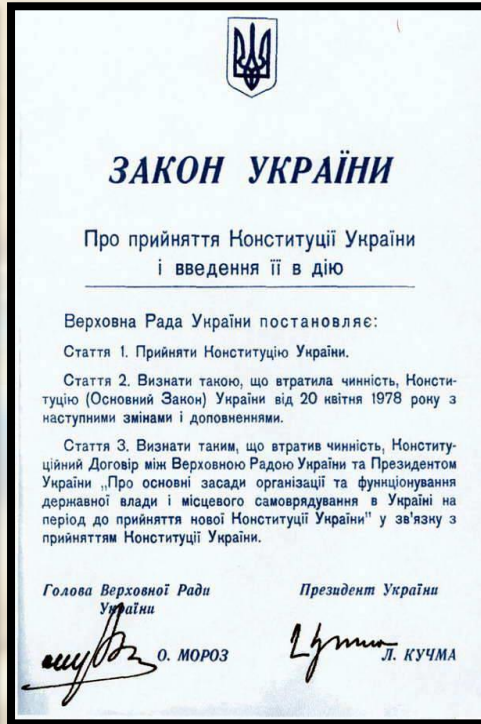 ЗАКОН УКРАЇНИ
Про прийняття Конституції України
і введення її в дію
Верховна Рада України постановляє:
Стаття 1. Прийняти Конституцію України.
Стаття 2. Визнати такою, що втратила чинність, Консти-
туцію (Основний Закон) України від 20 квітня 1978 року з
наступними змінами і доповненнями.
Стаття 3. Визнати таким, що втратив чинність, Конститу-
ційний Договір між Верховною Радою України та Президентом
України „Про основні засади організації та функціонування
державної влади і місцевого самоврядування в Україні на
період до прийняття нової Конституції України" у зв'язку з
прийняттям Конституції України.
Голова Верховної Ради
України
О. МОРОЗ
Президент України
Л. КУЧМА